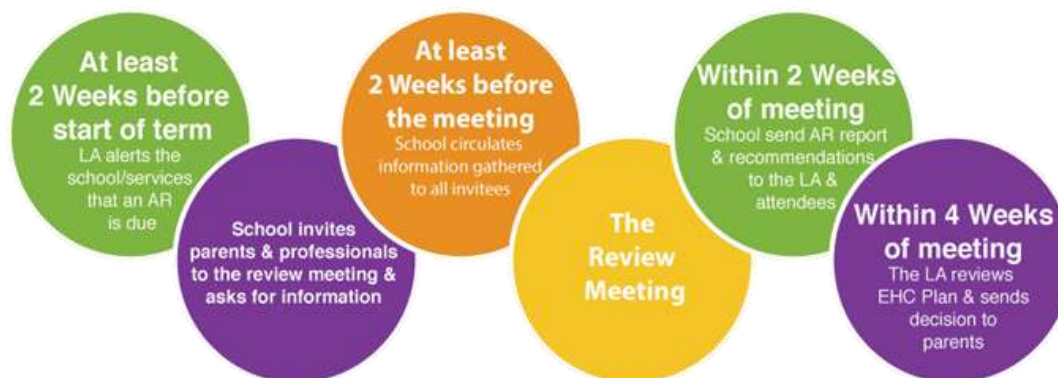 At least
2 Weeks before
start of term
LA alerts the
school/services
that an AR
is due
School invites
parents & professionals
to the review meeting &
asks for information
At least
2 Weeks before
the meeting
School circulates
information gathered
to all invitees
The
Review
Meeting
Within 2 Weeks
of meeting
School send AR report
& recommendations
to the LA &
attendees
Within 4 Weeks
of meeting
The LA reviews
EHC Plan & sends
decision to
parents